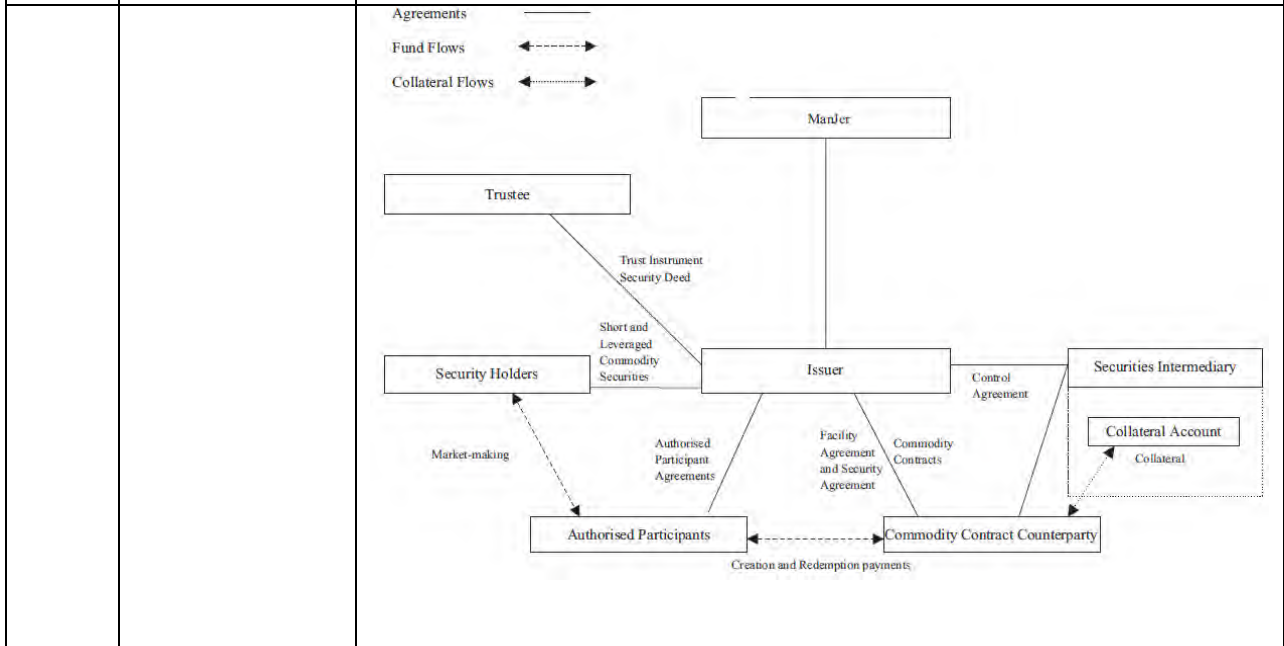 Agreements
Fund Flows
Collateral Flows
ManJer
Trustee
Trust Instrument
Security Deed
Short and
Leveraged
Commodity
Securities
Security Holders
Issuer
Control
Agreement
Securities Intermediary
Collateral Account
Collateral
Market-making
Authorised
Participant
Agreements
Facility
Agreement
and Security
Agreement
Commodity
Contracts
Authorised Participants
Commodity Contract Counterparty
Creation and Redemption payments